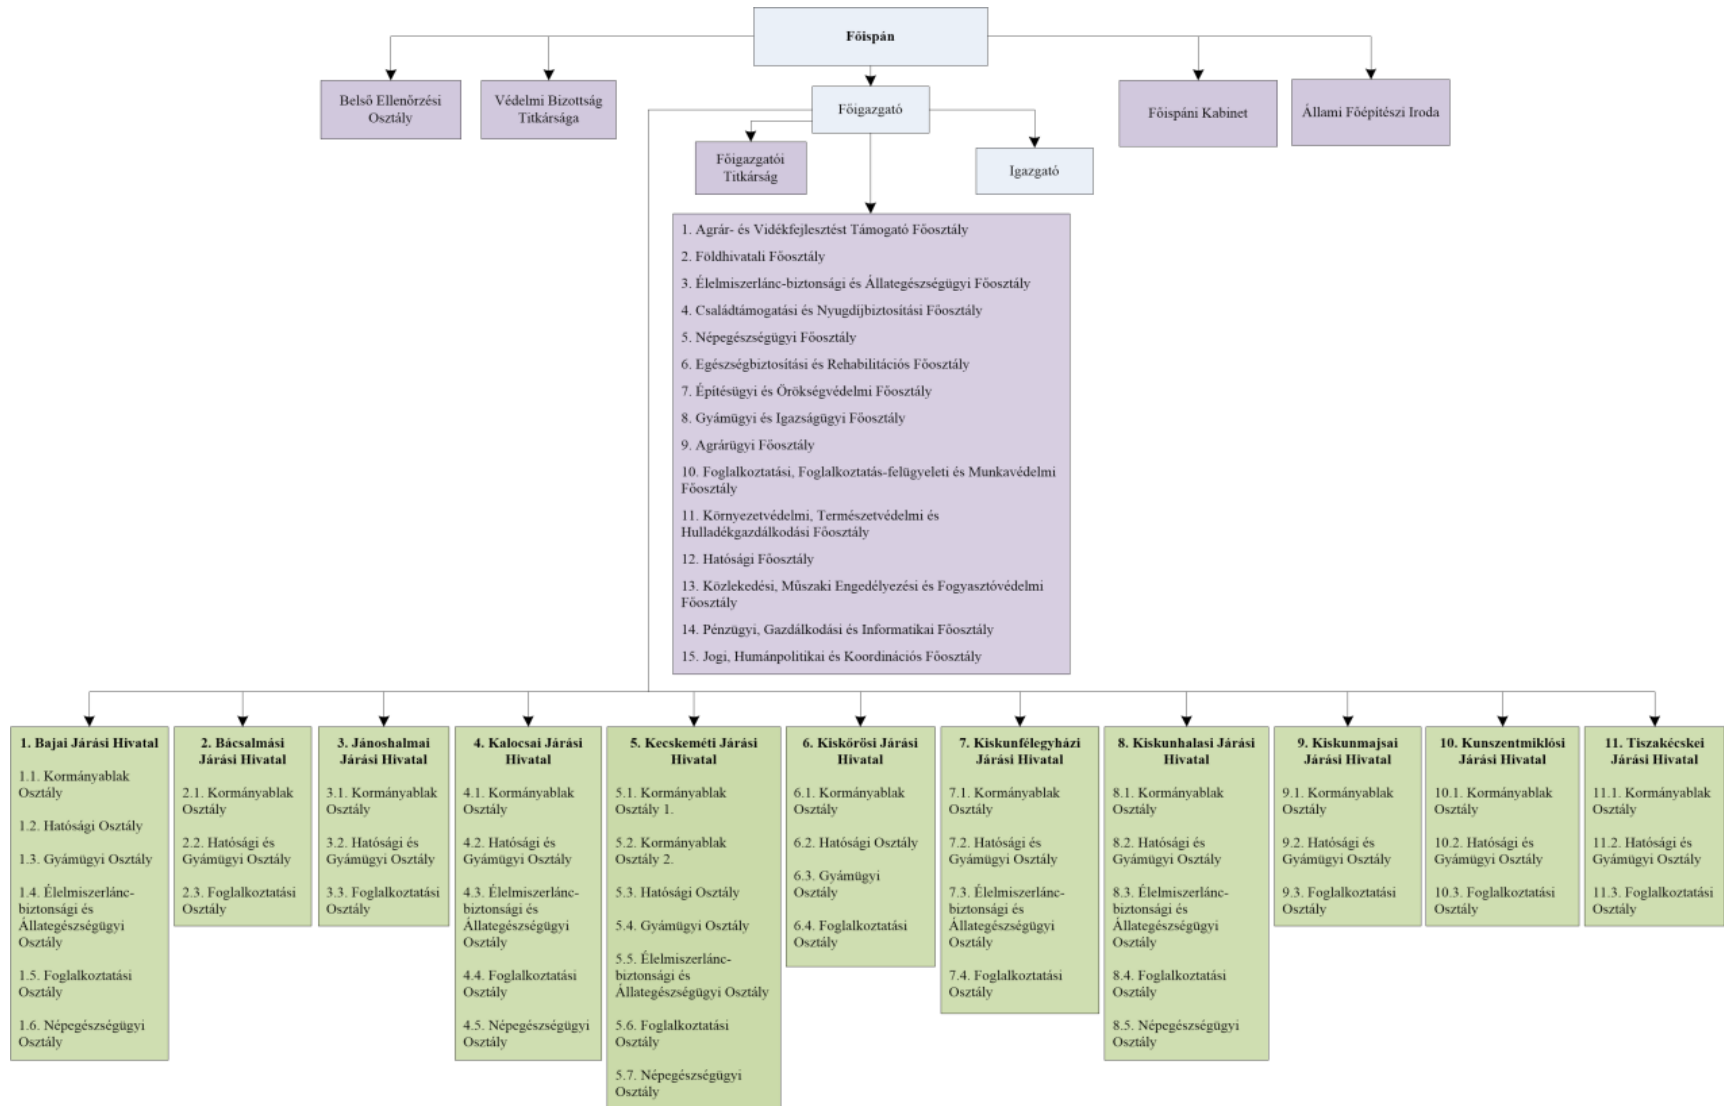 Főispán
Belső Ellenőrzési
Osztály
Védelmi Bizottság
Titkársága
Főigazgató
Főispáni Kabinet
Állami Főépítészi Iroda
Főigazgatói
Titkárság
Igazgató
1. Agrár- és Vidékfejlesztést Támogató Főosztály
2. Földhivatali Főosztály
3. Élelmiszerlánc-biztonsági és Állategészségügyi Főosztály
4. Családtámogatási és Nyugdíjbiztosítási Főosztály
5. Népegészségügyi Főosztály
6. Egészségbiztosítási és Rehabilitációs Főosztály
7. Építésügyi és Örökségvédelmi Főosztály
8. Gyámügyi és Igazságügyi Főosztály
9. Agrárügyi Főosztály
10. Foglalkoztatási, Foglalkoztatás-felügyeleti és Munkavédelmi
Főosztály
11. Környezetvédelmi, Természetvédelmi és
Hulladékgazdálkodási Főosztály
12. Hatósági Főosztály
13. Közlekedési, Műszaki Engedélyezési és Fogyasztóvédelmi
Főosztály
14. Pénzügyi, Gazdálkodási és Informatikai Főosztály
15. Jogi, Humánpolitikai és Koordinációs Főosztály
1. Bajai Járási Hivatal
1.1. Kormányablak
Osztály
1.2. Hatósági Osztály
1.3. Gyámügyi Osztály
1.4. Élelmiszerlánc-
biztonsági és
Állategészségügyi
Osztály
1.5. Foglalkoztatási
Osztály
1.6. Népegészségügyi
Osztály
2. Bácsalmási
Járási Hivatal
2.1. Kormányablak
Osztály
2.2. Hatósági és
Gyámügyi Osztály
2.3. Foglalkoztatási
Osztály
3. Jánoshalmai
Járási Hivatal
3.1. Kormányablak
Osztály
3.2. Hatósági és
Gyámügyi Osztály
3.3. Foglalkoztatási
Osztály
4. Kalocsai Járási
Hivatal
4.1. Kormányablak
Osztály
4.2. Hatósági és
Gyámügyi Osztály
4.3. Élelmiszerlánc-
biztonsági és
Állategészségügyi
Osztály
4.4. Foglalkoztatási
Osztály
4.5. Népegészségügyi
Osztály
5. Kecskeméti Járási
Hivatal
5.1. Kormányablak
Osztály 1.
5.2. Kormányablak
Osztály 2.
5.3. Hatósági Osztály
5.4. Gyámügyi Osztály
5.5. Élelmiszerlánc-
biztonsági és
Állategészségügyi Osztály
5.6. Foglalkoztatási
Osztály
5.7. Népegészségügyi
Osztály
6. Kiskőrösi Járási
Hivatal
6.1. Kormányablak
Osztály
6.2. Hatósági Osztály
6.3. Gyámügyi
Osztály
6.4. Foglalkoztatási
Osztály
7. Kiskunfélegyházi
Járási Hivatal
7.1. Kormányablak
Osztály
7.2. Hatósági és
Gyámügyi Osztály
7.3. Élelmiszerlánc-
biztonsági és
Állategészségügyi
Osztály
7.4. Foglalkoztatási
Osztály
8. Kiskunhalasi Járási
Hivatal
8.1. Kormányablak
Osztály
8.2. Hatósági és
Gyámügyi Osztály
8.3. Élelmiszerlánc-
biztonsági és
Állategészségügyi
Osztály
8.4. Foglalkoztatási
Osztály
8.5. Népegészségügyi
Osztály
9. Kiskunmajsai
Járási Hivatal
9.1. Kormányablak
Osztály
9.2. Hatósági és
Gyámügyi Osztály
9.3. Foglalkoztatási
Osztály
10. Kunszentmiklósi
Járási Hivatal
10.1. Kormányablak
Osztály
10.2. Hatósági és
Gyámügyi Osztály
10.3. Foglalkoztatási
Osztály
11. Tiszakécskei
Járási Hivatal
11.1. Kormányablak
Osztály
11.2. Hatósági és
Gyámügyi Osztály
11.3. Foglalkoztatási
Osztály